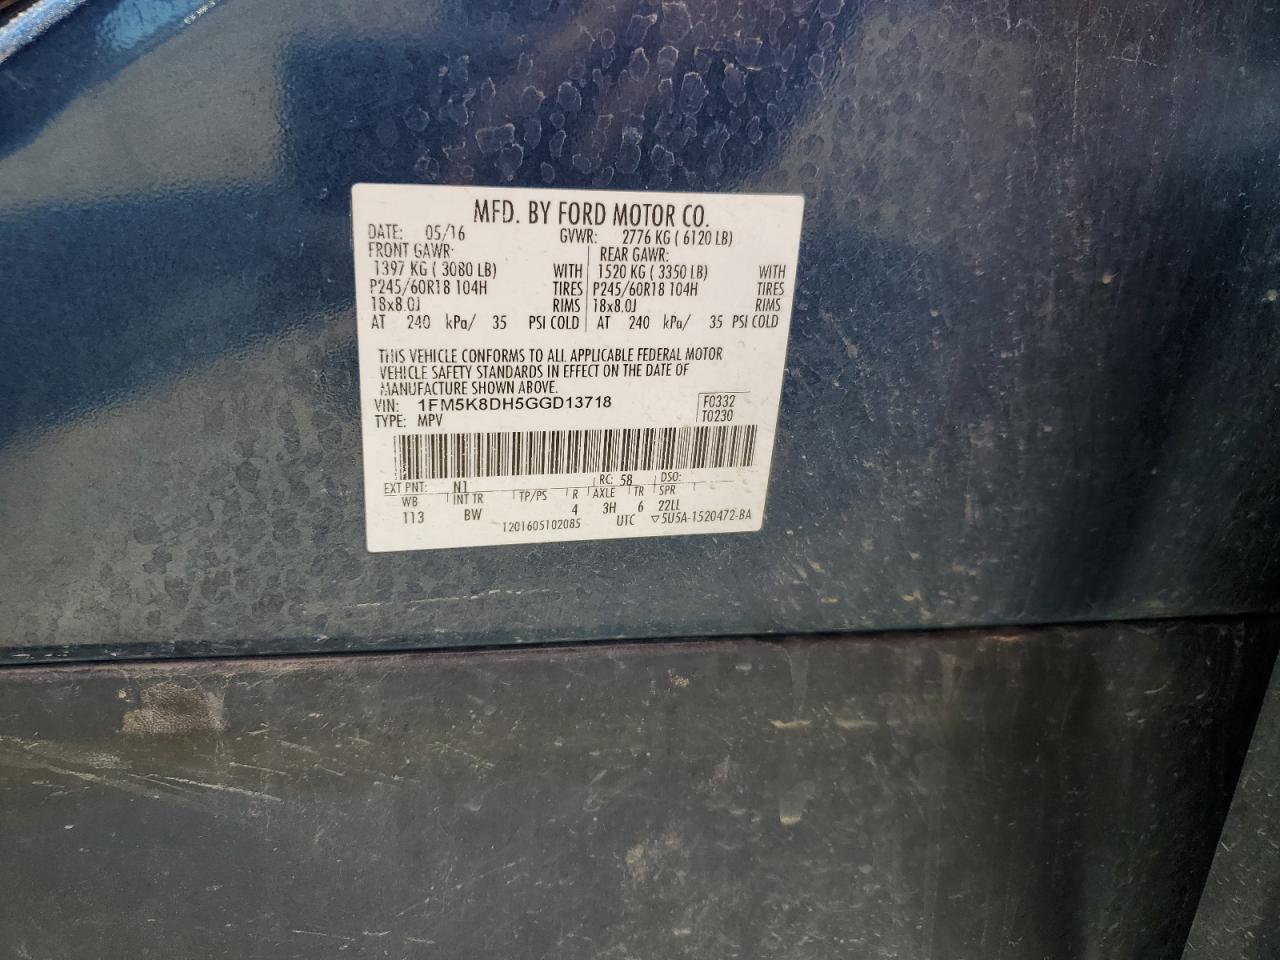 MFD. BY FORD MOTOR CO.
DATE: 05/16 GVWR: 2776 KG ( 6120 LB)
FRONT GAWR: REAR GAWR:
1397 KG ( 3080 LB) WITH 1520 KG ( 3350 LB) WITH
P245/60R18 104H TIRES P245/60R18 104H TIRES
18x8.0J RIMS 18x8.0J RIMS
AT 240 kPa/ 35 PSI COLD AT 240 kPa/ 35 PSI COLD
THIS VEHICLE CONFORMS TO ALL APPLICABLE FEDERAL MOTOR
VEHICLE SAFETY STANDARDS IN EFFECT ON THE DATE OF
MANUFACTURE SHOWN ABOVE.
VIN: 1FM5K8DH5GGD13718 F0332
TYPE: MPV T0230
EXT PNT: N1 RC: 58 DSO:
WB INT TR TP/PS R AXLE TR SPR
113 BW 4 3H 6 22LL
1201605102085 UTC ▽5U5A-1520472-BA